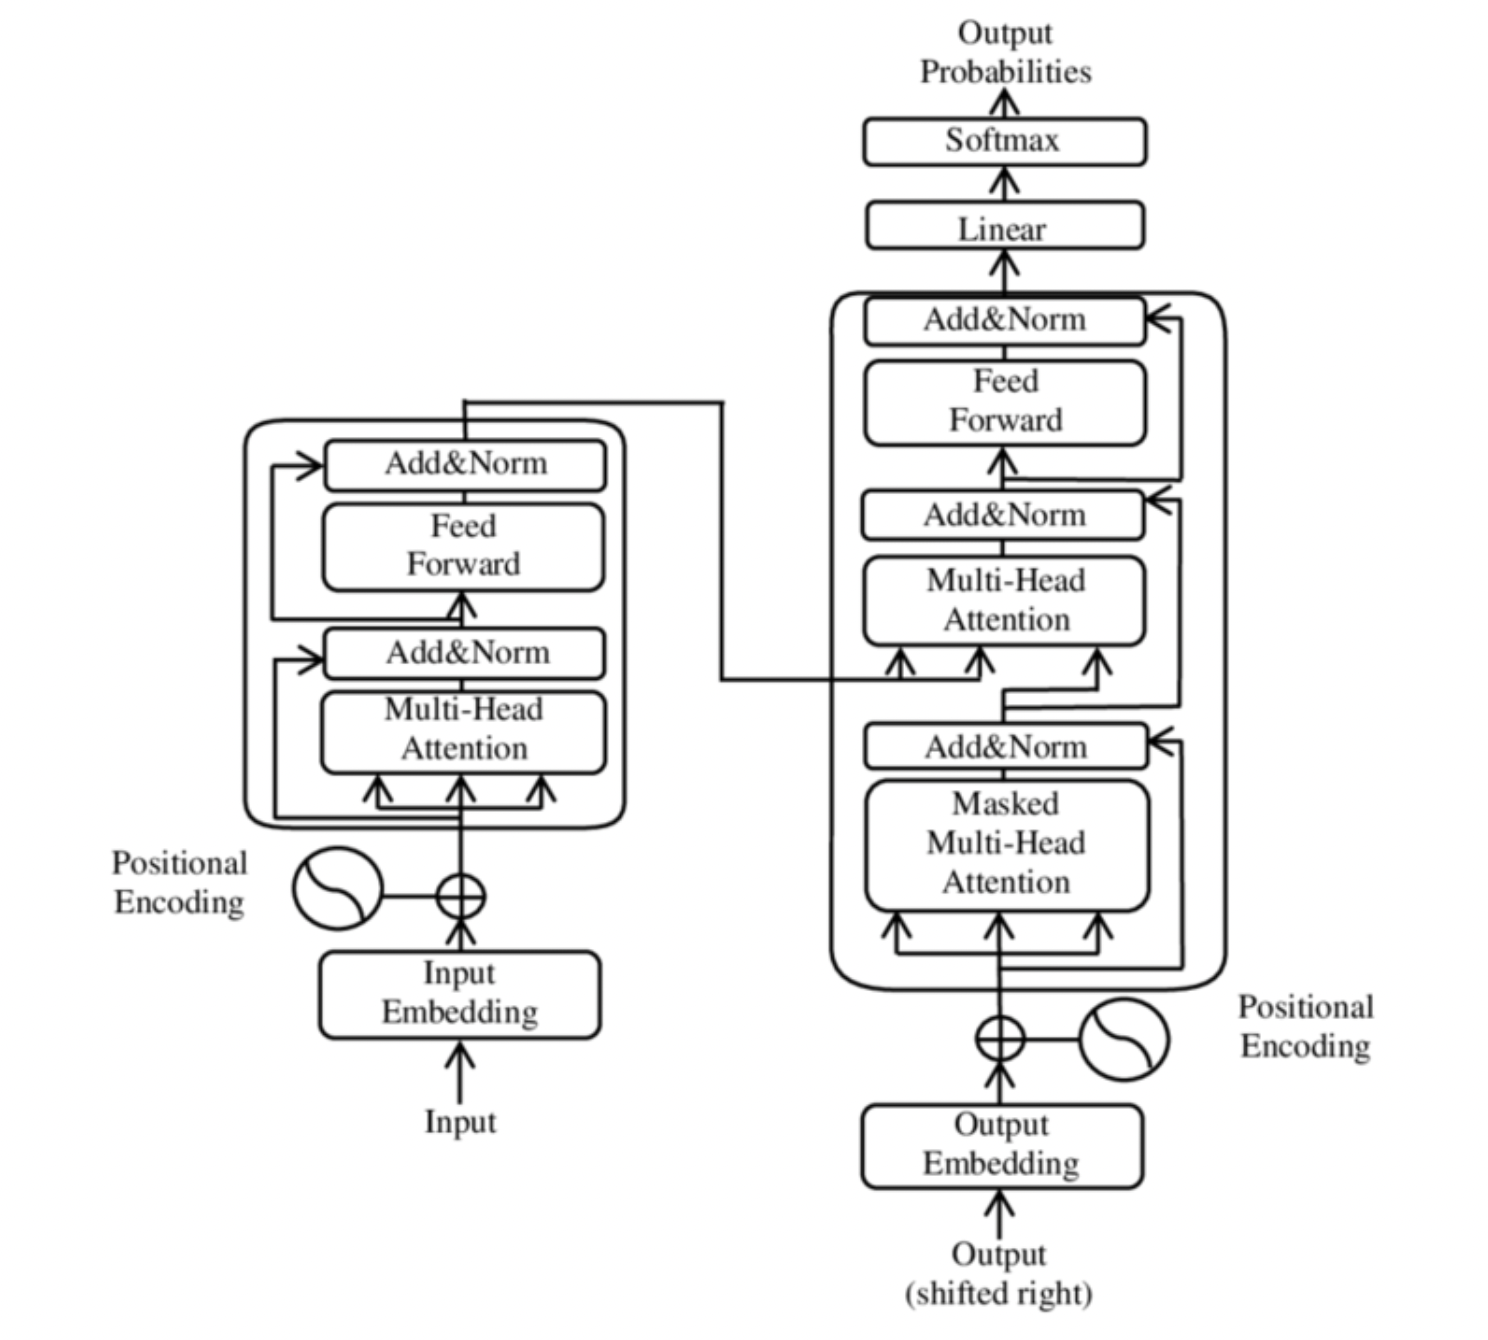 Output
Probabilities
Softmax
Linear
Add&Norm
Feed
Forward
Add&Norm
Multi-Head
Attention
Add&Norm
Masked
Multi-Head
Attention
Positional
Encoding
Output
Embedding
Output
(shifted right)
Add&Norm
Feed
Forward
Add&Norm
Multi-Head
Attention
Positional
Encoding
Input
Embedding
Input